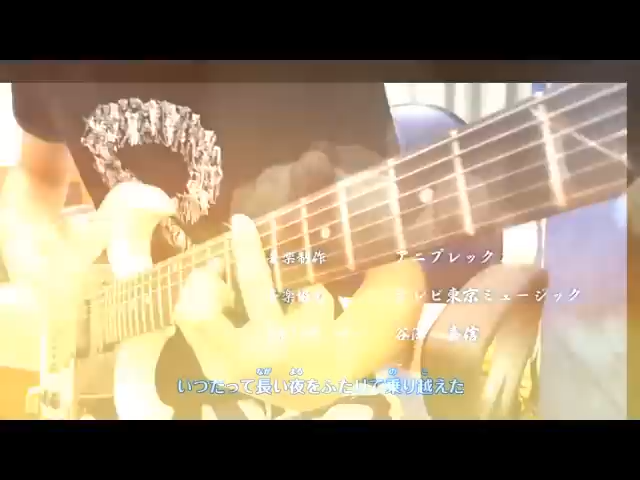 音楽制作 アニプレックス
音楽協力 テレビ東京ミュージック
いつだって長い夜をふたりで乗り越えた